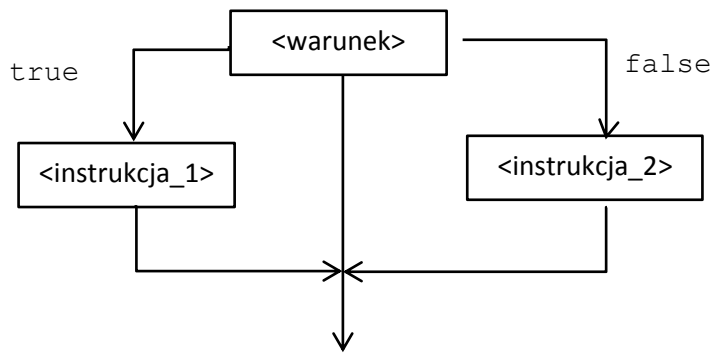 <warunek>
true
false
<instrukcja_1>
<instrukcja_2>